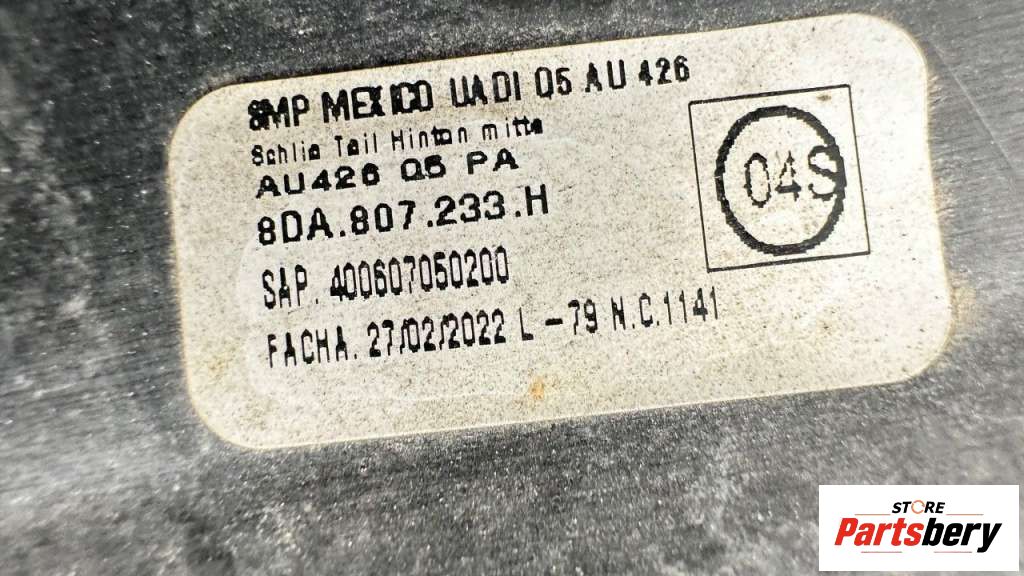 SMP MEXICO UADI Q5 AU 426
Schlie Teil Hinten mitte
AU426 Q5 PA
8DA.807.233.H
SAP. 400607050200
FACHA. 27/02/2022 L-79 N.C.1141
04S
STORE
Partsbery